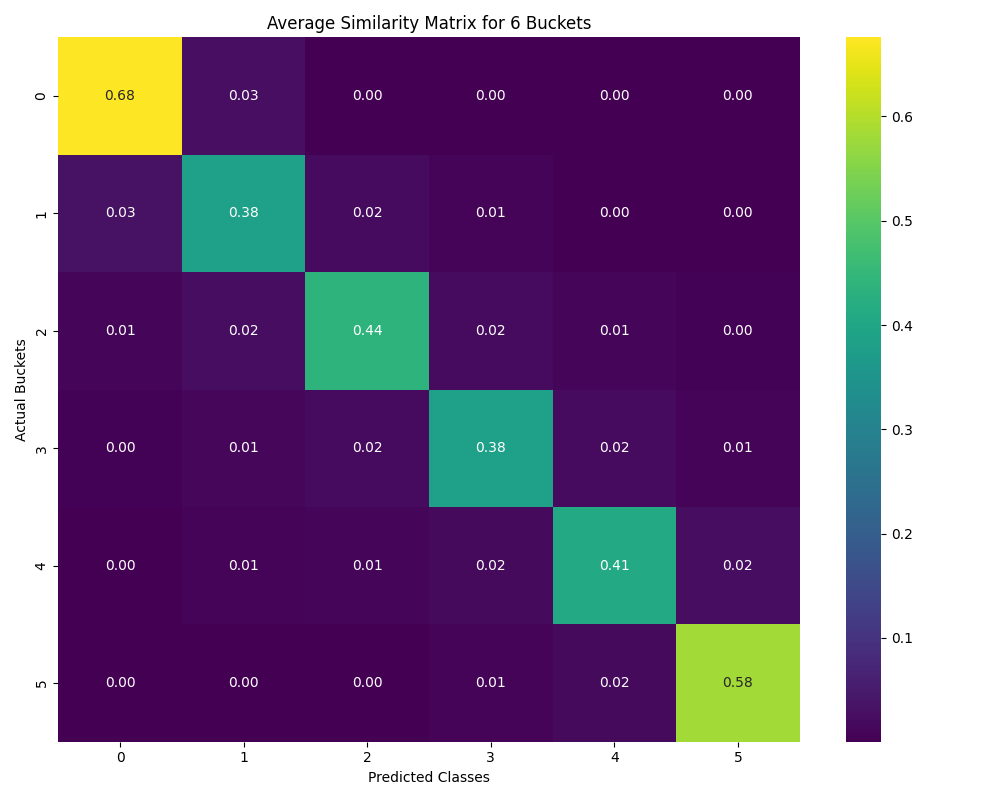 Average Similarity Matrix for 6 Buckets
0 0.68 0.03 0.00 0.00 0.00 0.00
1 0.03 0.38 0.02 0.01 0.00 0.00
2 0.01 0.02 0.44 0.02 0.01 0.00
3 0.00 0.01 0.02 0.38 0.02 0.01
4 0.00 0.01 0.01 0.02 0.41 0.02
5 0.00 0.00 0.00 0.01 0.02 0.58
0 1 2 3 4 5
Predicted Classes
Actual Buckets
0.6
0.5
0.4
0.3
0.2
0.1